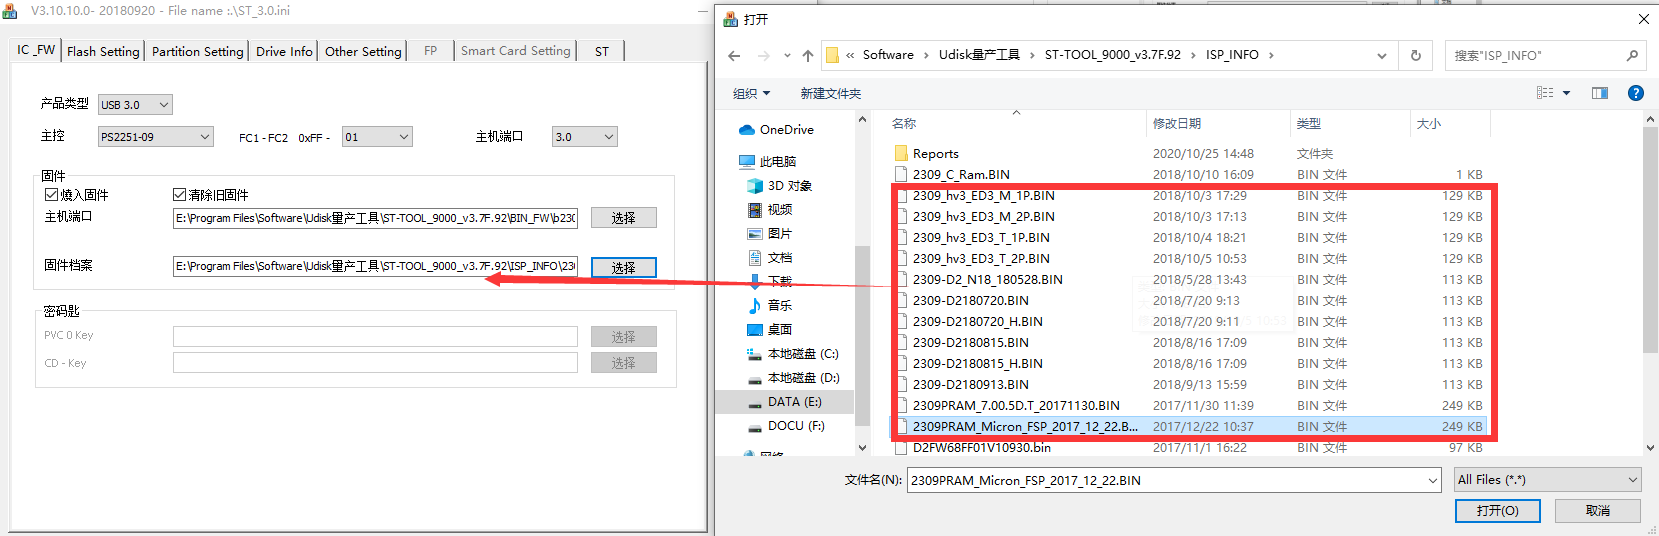 V3.10.10.0- 20180920 - File name :.\ST_3.0.ini
IC _FW
Flash Setting
Partition Setting
Drive Info
Other Setting
FP
Smart Card Setting
ST
产品类型
USB 3.0
主控
PS2251-09
FC1 - FC2
0xFF -
01
主机端口
3.0
固件
燒入固件
清除旧固件
主机端口
E:\Program Files\Software\Udisk量产工具\ST-TOOL_9000_v3.7F.92\BIN_FW\b230
选择
固件档案
E:\Program Files\Software\Udisk量产工具\ST-TOOL_9000_v3.7F.92\ISP_INFO\230
选择
密码匙
PVC 0 Key
选择
CD - Key
选择
打开
« Software › Udisk量产工具 › ST-TOOL_9000_v3.7F.92 › ISP_INFO ›
搜索"ISP_INFO"
组织
新建文件夹
OneDrive
此电脑
3D 对象
视频
图片
文档
下载
音乐
桌面
本地磁盘 (C:)
本地磁盘 (D:)
DATA (E:)
DOCU (F:)
网络
名称 修改日期 类型 大小
Reports 2020/10/25 14:48 文件夹
2309_C_Ram.BIN 2018/10/10 16:09 BIN 文件 1 KB
2309_hv3_ED3_M_1P.BIN 2018/10/3 17:29 BIN 文件 129 KB
2309_hv3_ED3_M_2P.BIN 2018/10/3 17:13 BIN 文件 129 KB
2309_hv3_ED3_T_1P.BIN 2018/10/4 18:21 BIN 文件 129 KB
2309_hv3_ED3_T_2P.BIN 2018/10/5 10:53 BIN 文件 129 KB
2309-D2_N18_180528.BIN 2018/5/28 13:43 BIN 文件 113 KB
2309-D2180720.BIN 2018/7/20 9:13 BIN 文件 113 KB
2309-D2180720_H.BIN 2018/7/20 9:11 BIN 文件 113 KB
2309-D2180815.BIN 2018/8/16 17:09 BIN 文件 113 KB
2309-D2180815_H.BIN 2018/8/16 17:09 BIN 文件 113 KB
2309-D2180913.BIN 2018/9/13 15:59 BIN 文件 113 KB
2309PRAM_7.00.5D.T_20171130.BIN 2017/11/30 11:39 BIN 文件 249 KB
2309PRAM_Micron_FSP_2017_12_22.B... 2017/12/22 10:37 BIN 文件 249 KB
D2FW68FF01V10930.bin 2017/11/1 16:22 BIN 文件 97 KB
文件名(N):
2309PRAM_Micron_FSP_2017_12_22.BIN
All Files (*.*)
打开(O)
取消